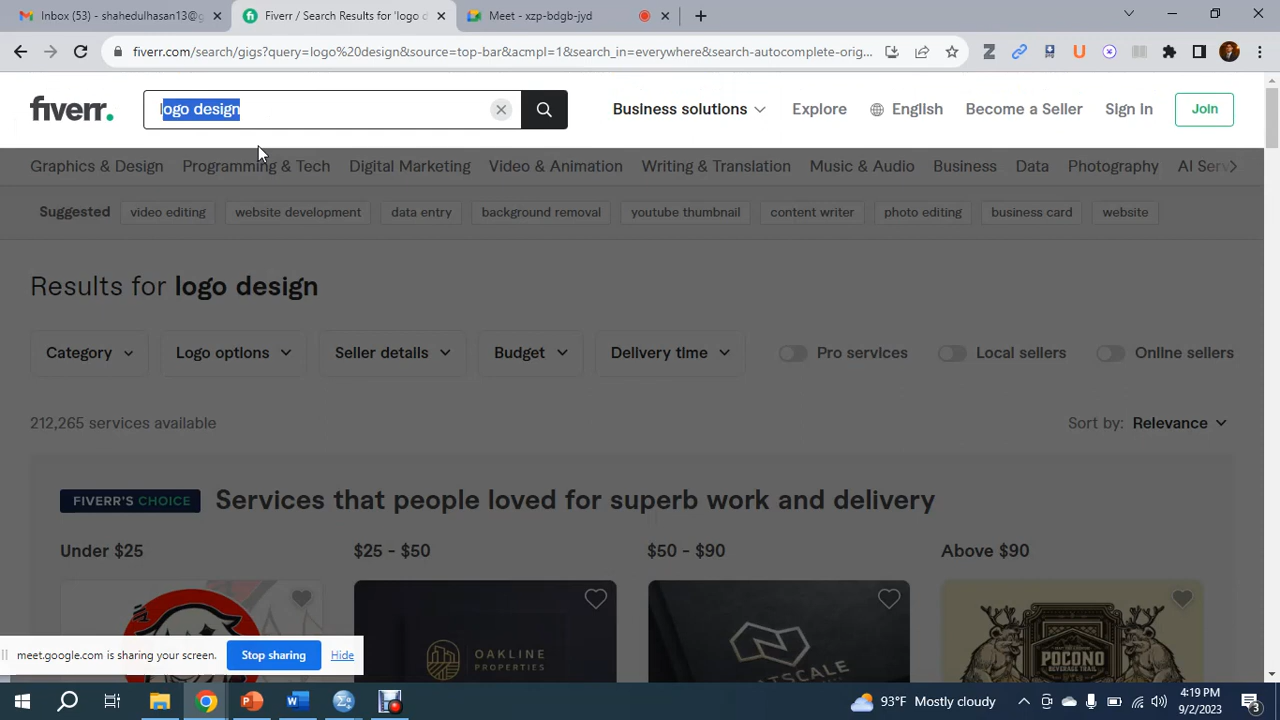 Inbox (53) - shahedulhasan13@g
Fiverr / Search Results for 'logo d
Meet - xzp-bdgb-jyd
fiverr.com/search/gigs?query=logo%20design&source=top-bar&acmpl=1&search_in=everywhere&search-autocomplete-orig...
fiverr.
logo design
Business solutions
Explore
English
Become a Seller
Sign In
Join
Graphics & Design
Programming & Tech
Digital Marketing
Video & Animation
Writing & Translation
Music & Audio
Business
Data
Photography
AI Serv
Suggested
video editing
website development
data entry
background removal
youtube thumbnail
content writer
photo editing
business card
website
Results for logo design
Category
Logo options
Seller details
Budget
Delivery time
Pro services
Local sellers
Online sellers
212,265 services available
Sort by: Relevance
FIVERR'S CHOICE
Services that people loved for superb work and delivery
Under $25
$25 - $50
$50 - $90
Above $90
OAKLINE
PROPERTIES
ATSCALE
POCONO
BEVERAGE TRAIL
meet.google.com is sharing your screen.
Stop sharing
Hide
93°F Mostly cloudy
4:19 PM
9/2/2023
3